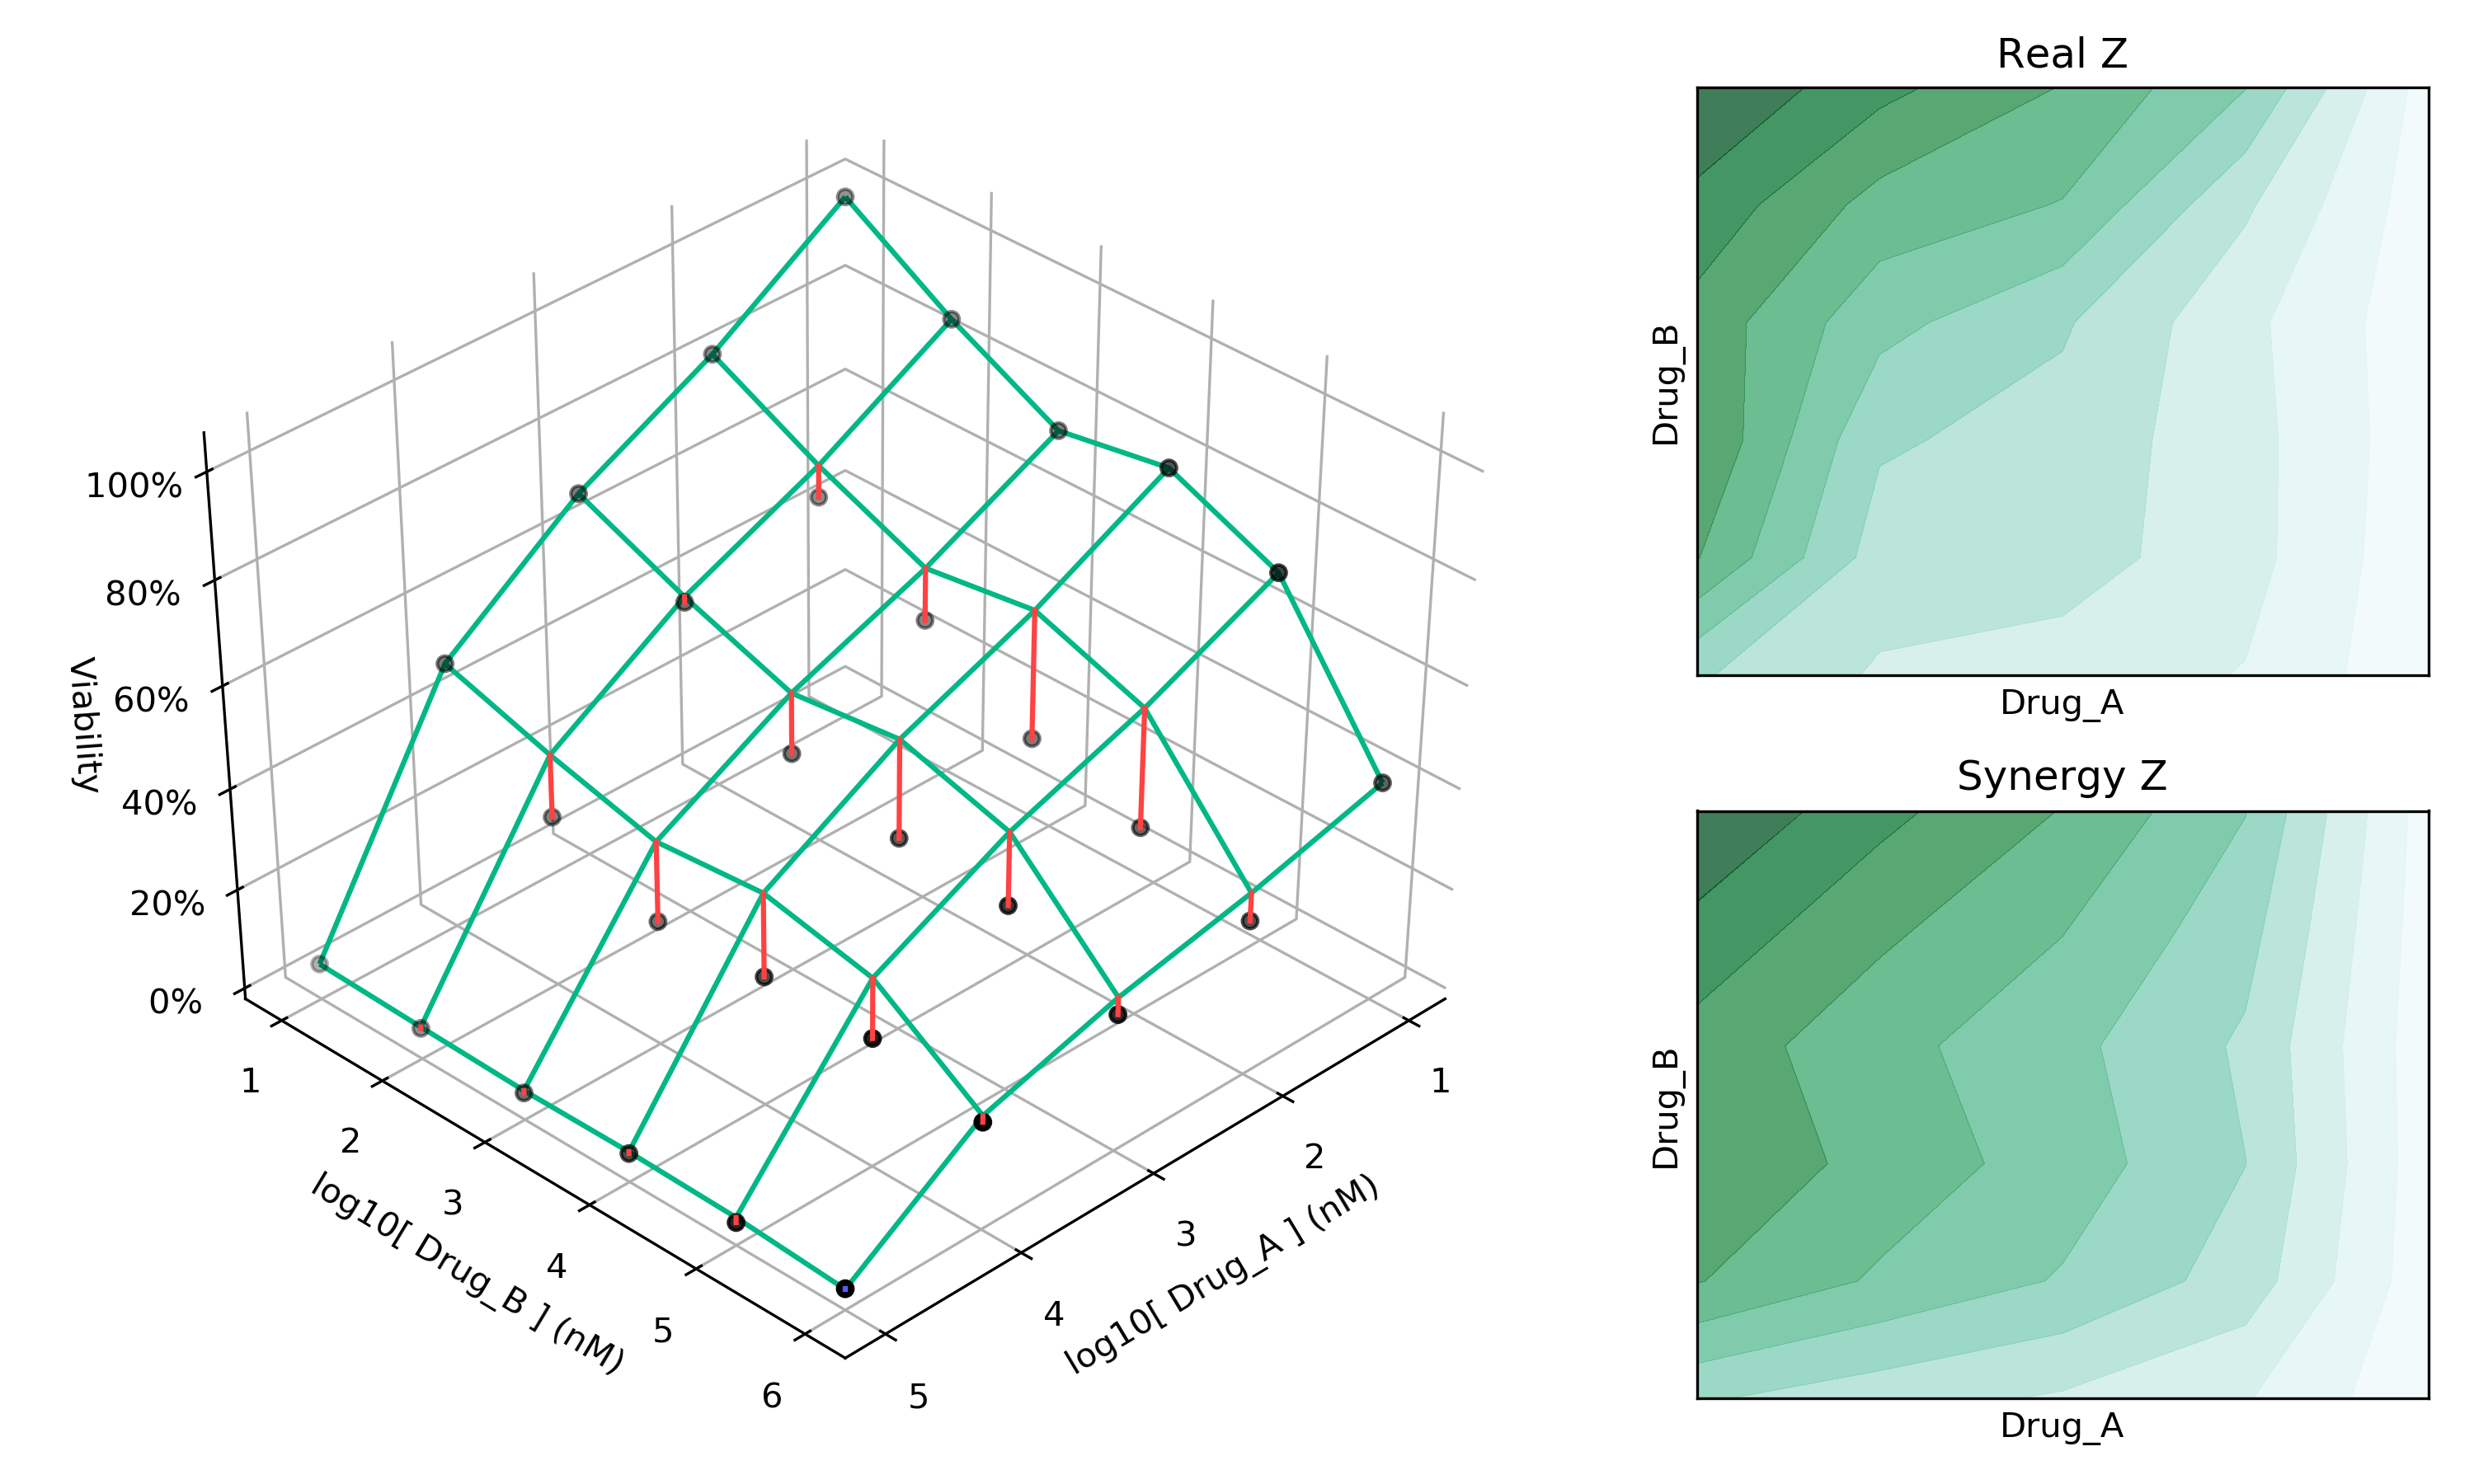 100%
80%
60%
40%
20%
0%
Viability
1
2
3
4
5
6
log10[ Drug_B ] (nM)
1
2
3
4
5
log10[ Drug_A ] (nM)
Real Z
Drug_B
Drug_A
Synergy Z
Drug_B
Drug_A